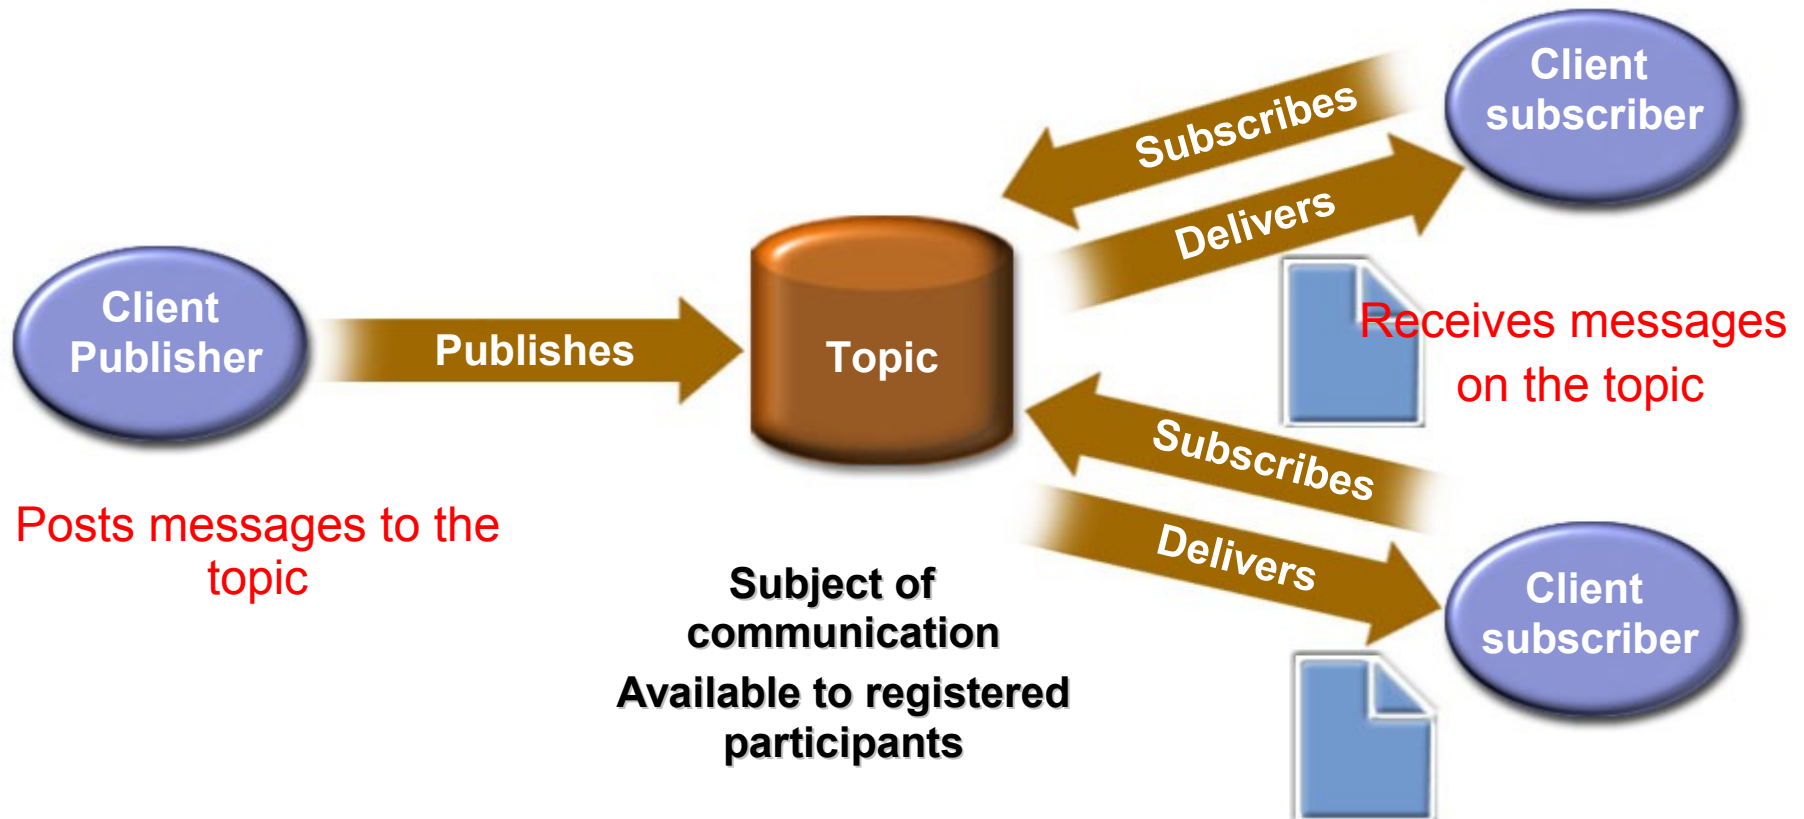 Client
Publisher
Publishes
Topic
Subscribes
Delivers
Client
subscriber
Receives messages
on the topic
Subscribes
Delivers
Client
subscriber
Posts messages to the
topic
Subject of
communication
Available to registered
participants